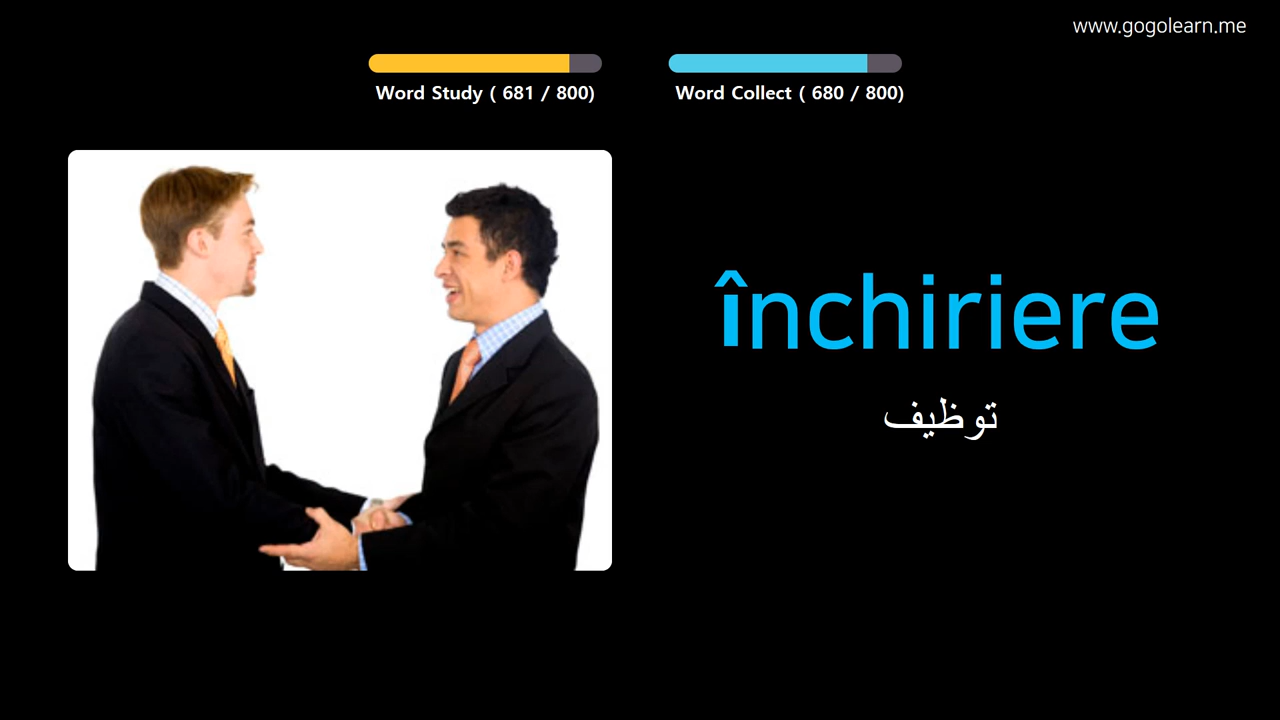 www.gogolearn.me
Word Study ( 681 / 800)
Word Collect ( 680 / 800)
închiriere
توظيف